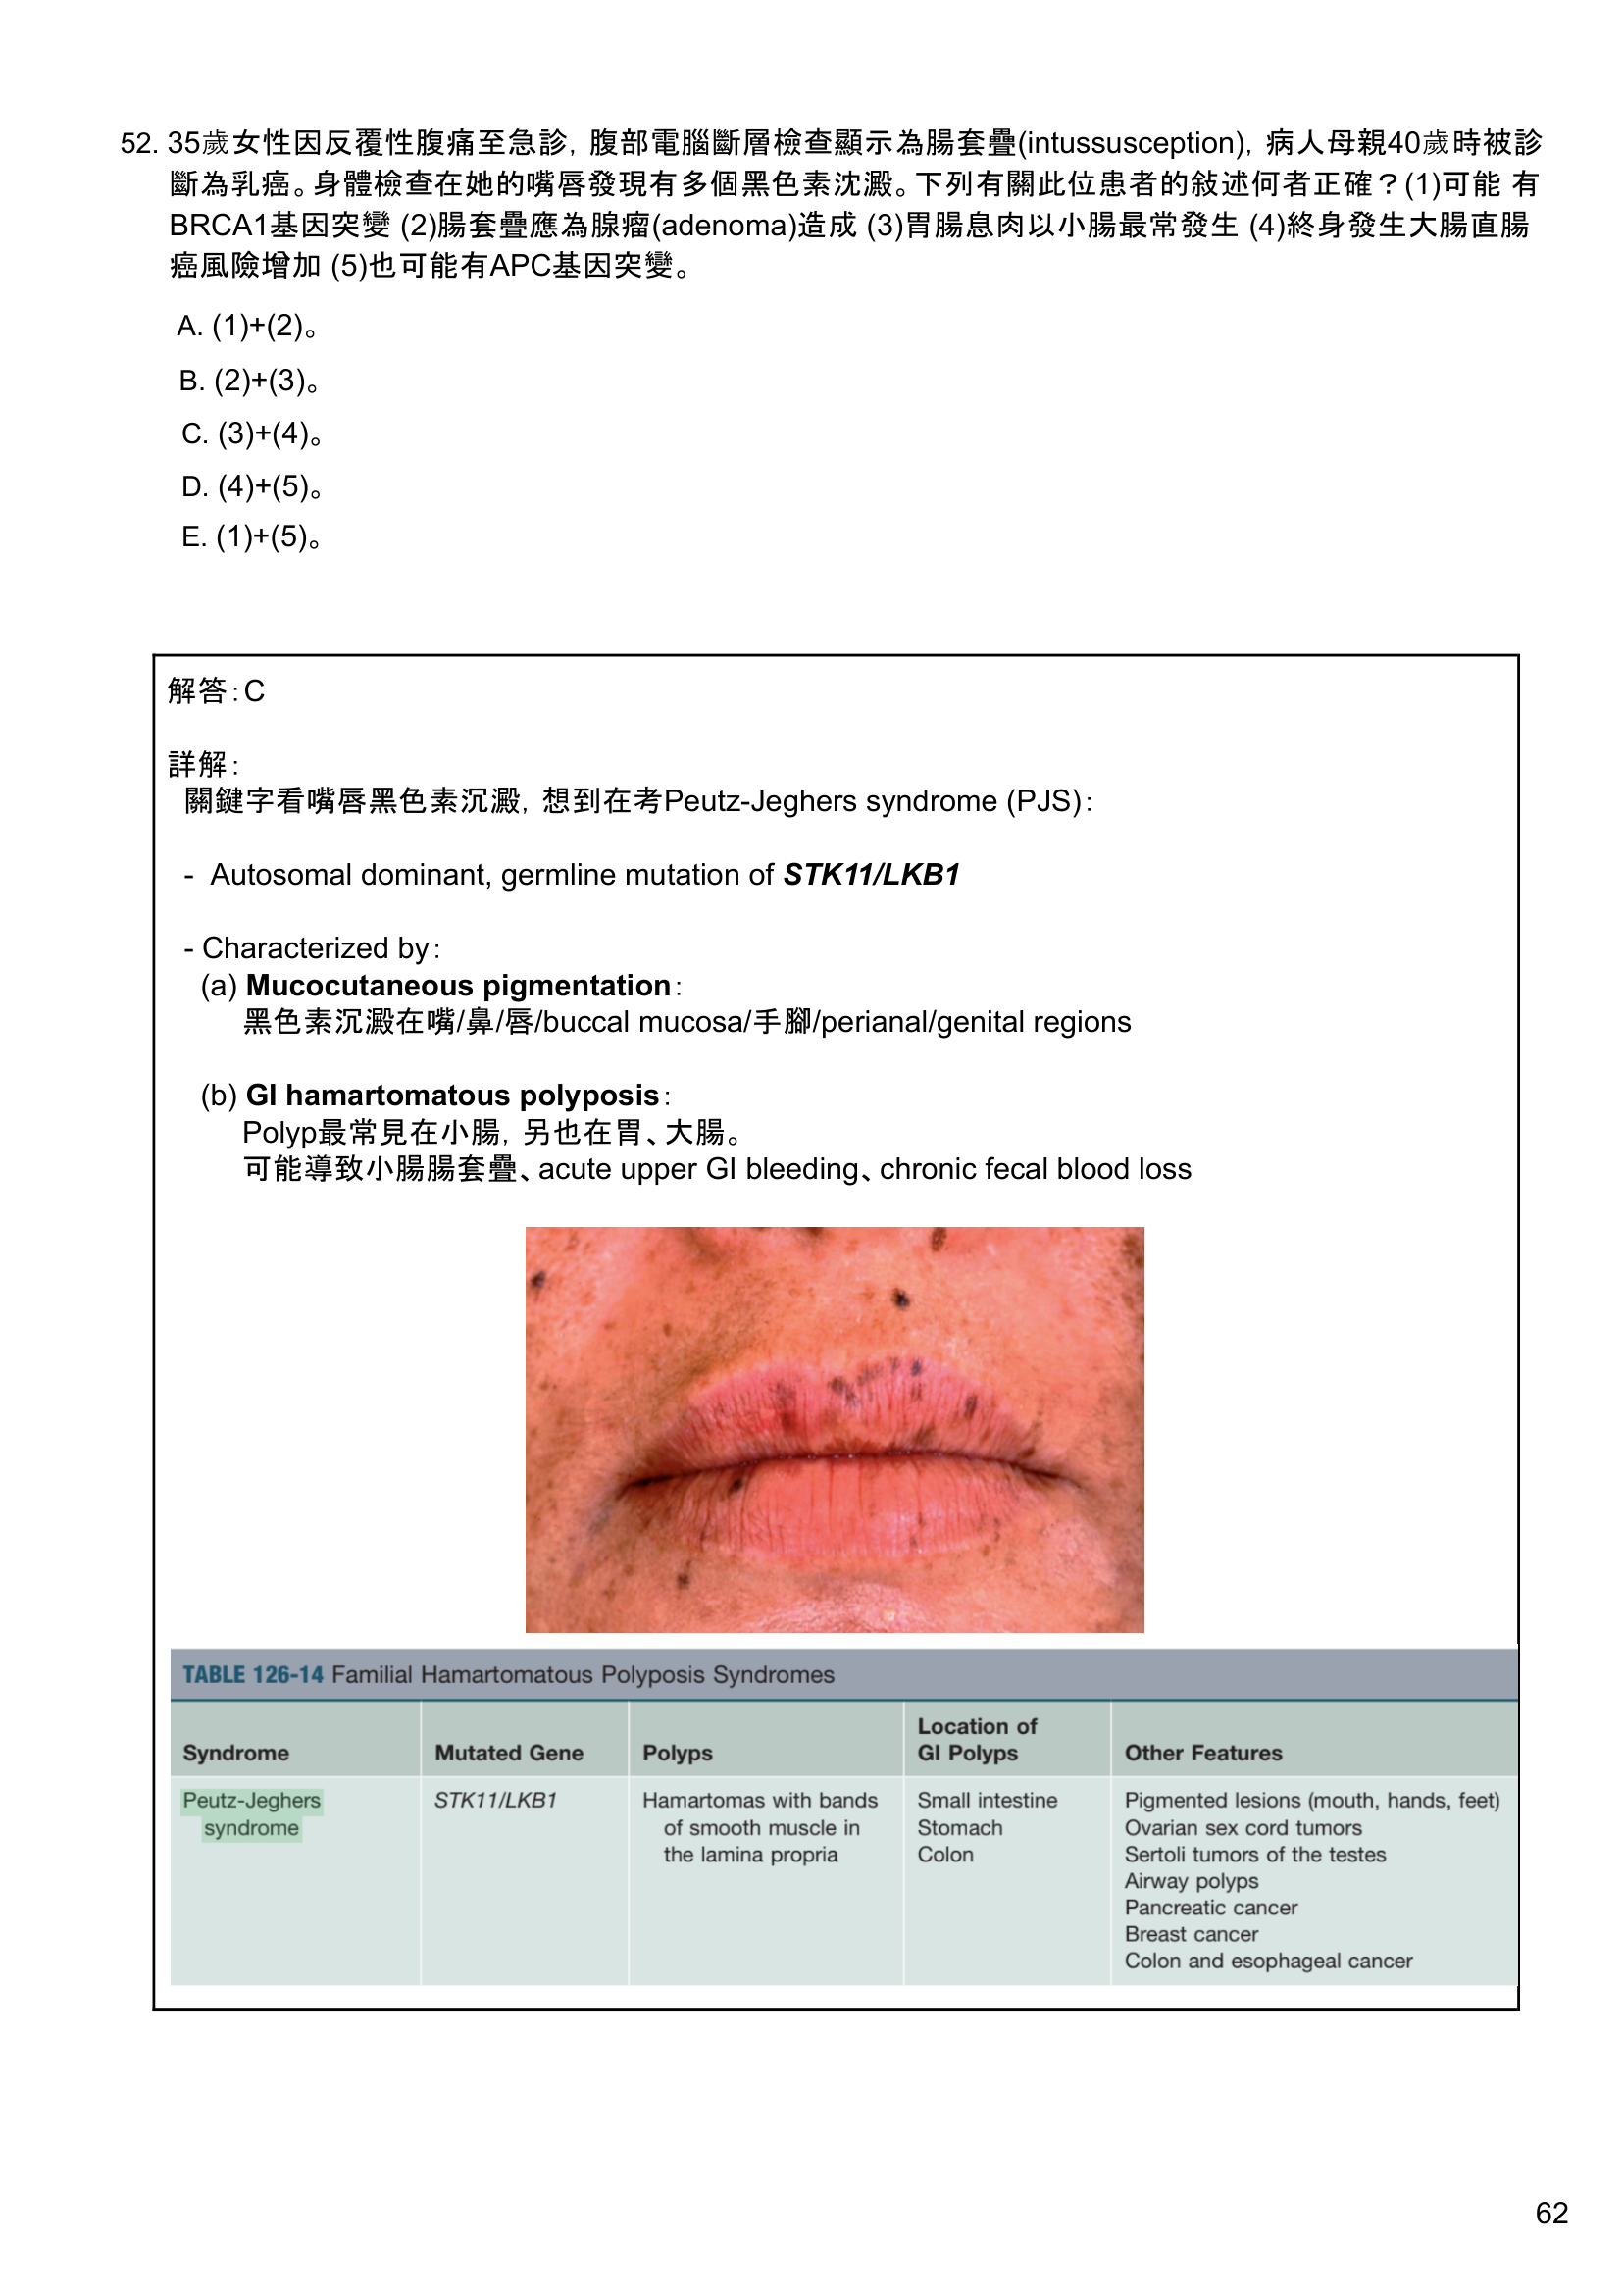 52. 35歲女性因反覆性腹痛至急診，腹部電腦斷層檢查顯示為腸套疊(intussusception)，病人母親40歲時被診
斷為乳癌。身體檢查在她的嘴唇發現有多個黑色素沈澱。下列有關此位患者的敍述何者正確？(1)可能 有
BRCA1基因突變 (2)腸套疊應為腺瘤(adenoma)造成 (3)胃腸息肉以小腸最常發生 (4)終身發生大腸直腸
癌風險增加 (5)也可能有APC基因突變。
A. (1)+(2)。
B. (2)+(3)。
C. (3)+(4)。
D. (4)+(5)。
E. (1)+(5)。
解答：C
詳解：
關鍵字看嘴唇黑色素沉澱，想到在考Peutz-Jeghers syndrome (PJS)：
- Autosomal dominant, germline mutation of STK11/LKB1
- Characterized by：
(a) Mucocutaneous pigmentation：
黑色素沉澱在嘴/鼻/唇/buccal mucosa/手腳/perianal/genital regions
(b) GI hamartomatous polyposis：
Polyp最常見在小腸，另也在胃、大腸。
可能導致小腸腸套疊、acute upper GI bleeding、chronic fecal blood loss
TABLE 126-14 Familial Hamartomatous Polyposis Syndromes
Location of
Syndrome Mutated Gene Polyps GI Polyps Other Features
Peutz-Jeghers STK11/LKB1 Hamartomas with bands Small intestine Pigmented lesions (mouth, hands, feet)
syndrome of smooth muscle in Stomach Ovarian sex cord tumors
the lamina propria Colon Sertoli tumors of the testes
Airway polyps
Pancreatic cancer
Breast cancer
Colon and esophageal cancer
62